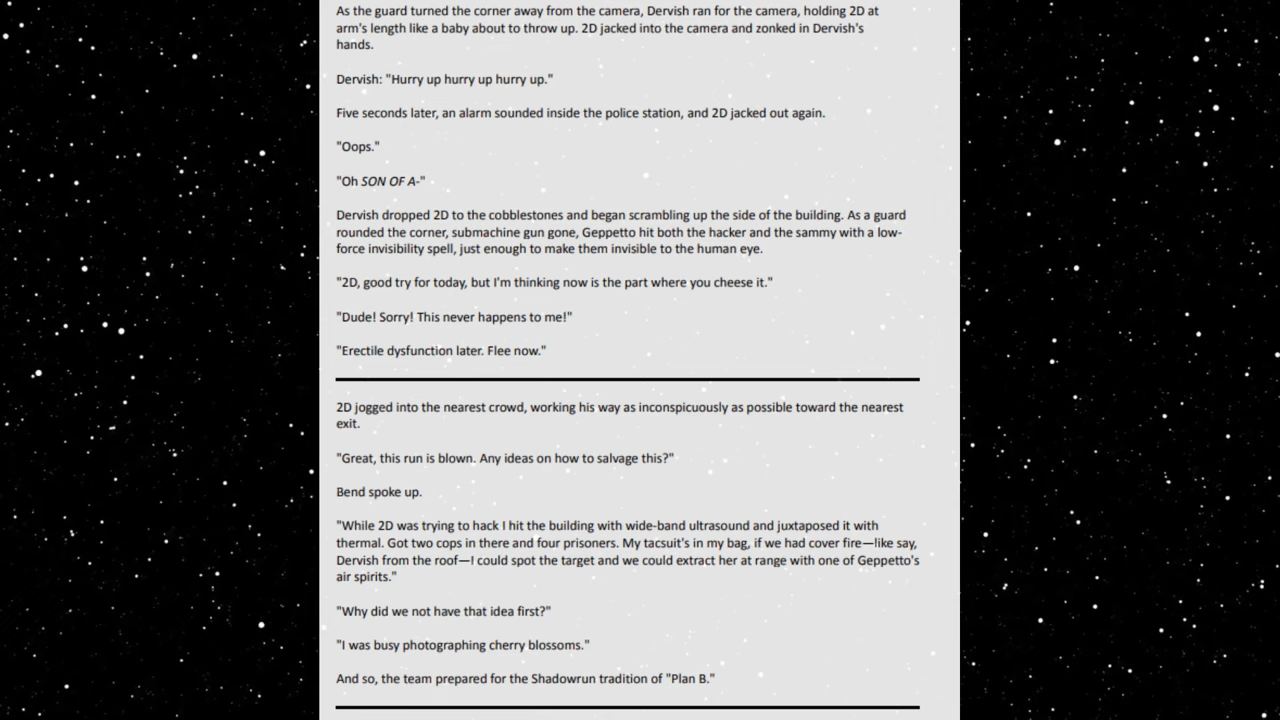 As the guard turned the corner away from the camera, Dervish ran for the camera, holding 2D at
arm's length like a baby about to throw up. 2D jacked into the camera and zonked in Dervish's
hands.
Dervish: "Hurry up hurry up hurry up."
Five seconds later, an alarm sounded inside the police station, and 2D jacked out again.
"Oops."
"Oh SON OF A-"
Dervish dropped 2D to the cobblestones and began scrambling up the side of the building. As a guard
rounded the corner, submachine gun gone, Geppetto hit both the hacker and the sammy with a low-
force invisibility spell, just enough to make them invisible to the human eye.
"2D, good try for today, but I'm thinking now is the part where you cheese it."
"Dude! Sorry! This never happens to me!"
"Erectile dysfunction later. Flee now."
2D jogged into the nearest crowd, working his way as inconspicuously as possible toward the nearest
exit.
"Great, this run is blown. Any ideas on how to salvage this?"
Bend spoke up.
"While 2D was trying to hack I hit the building with wide-band ultrasound and juxtaposed it with
thermal. Got two cops in there and four prisoners. My tacsuit's in my bag, if we had cover fire—like say,
Dervish from the roof—I could spot the target and we could extract her at range with one of Geppetto's
air spirits."
"Why did we not have that idea first?"
"I was busy photographing cherry blossoms."
And so, the team prepared for the Shadowrun tradition of "Plan B."